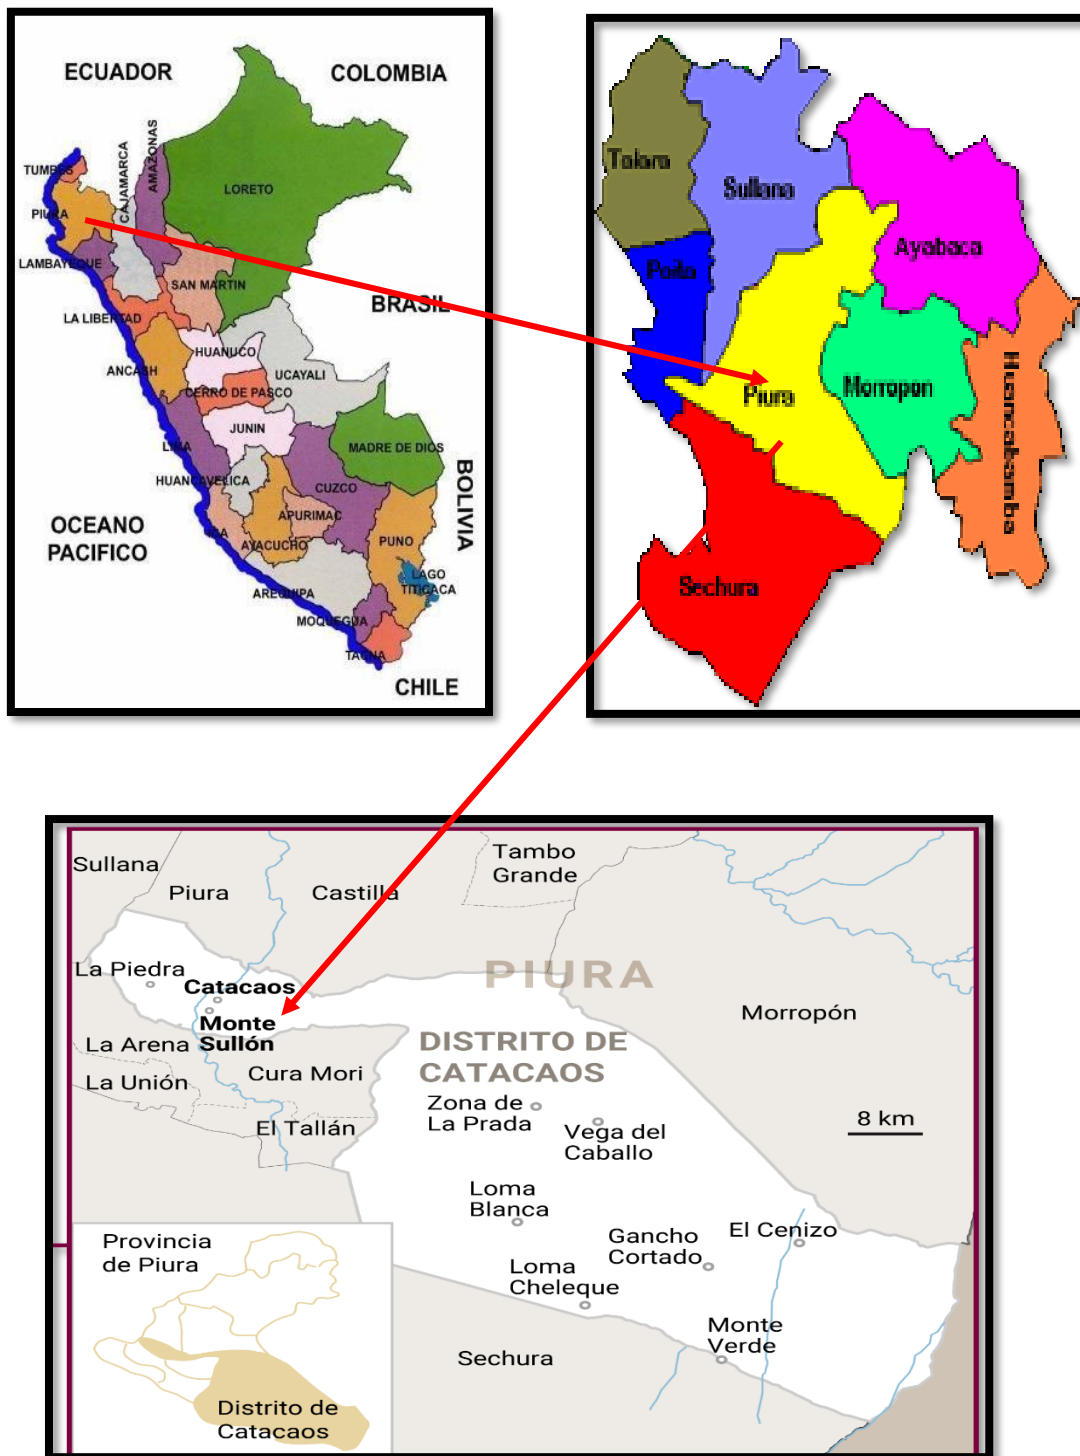 ECUADOR
COLOMBIA
TUMBES
CAJAMARCA
AMAZONAS
LORETO
PIURA
LAMBAYEQUE
SAN MARTIN
BRASIL
LA LIBERTAD
HUANUCO
ANCASH
UCAYALI
CERRO DE PASCO
JUNIN
LIMA
MADRE DE DIOS
HUANCAVELICA
CUZCO
BOLIVIA
OCEANO
PACIFICO
APURIMAC
ICA
AYACUCHO
PUNO
LAGO
TITICACA
AREQUIPA
MOQUEGUA
TACNA
CHILE
Talara
Sullana
Ayabaca
Paita
Piura
Morropon
Huancabamba
Sechura
Sullana
Piura
Castilla
Tambo
Grande
La Piedra
Catacaos
PIURA
Monte
Sullón
Morropón
La Arena
DISTRITO DE
CATACAOS
La Unión
Cura Mori
Zona de
La Prada
8 km
El Tallán
Vega del
Caballo
Loma
Blanca
Gancho
Cortado
El Cenizo
Loma
Cheleque
Provincia
de Piura
Monte
Verde
Sechura
Distrito de
Catacaos